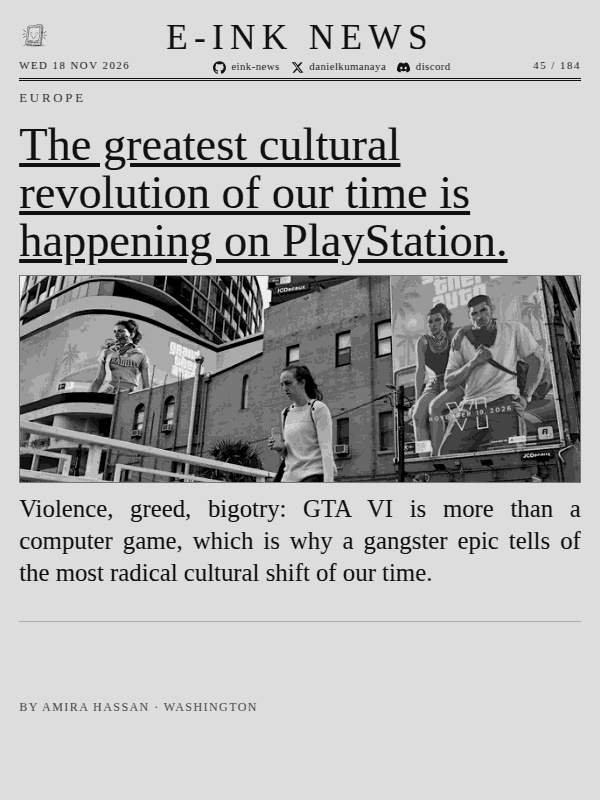 E-INK NEWS
WED 18 NOV 2026 eink-news danielkumanaya discord 45 / 184
EUROPE
The greatest cultural
revolution of our time is
happening on PlayStation.
JCDecaux
grand
theft
auto
VI
NOVEMBER 19, 2026
R
JCDecaux
Violence, greed, bigotry: GTA VI is more than a
computer game, which is why a gangster epic tells of
the most radical cultural shift of our time.
BY AMIRA HASSAN · WASHINGTON